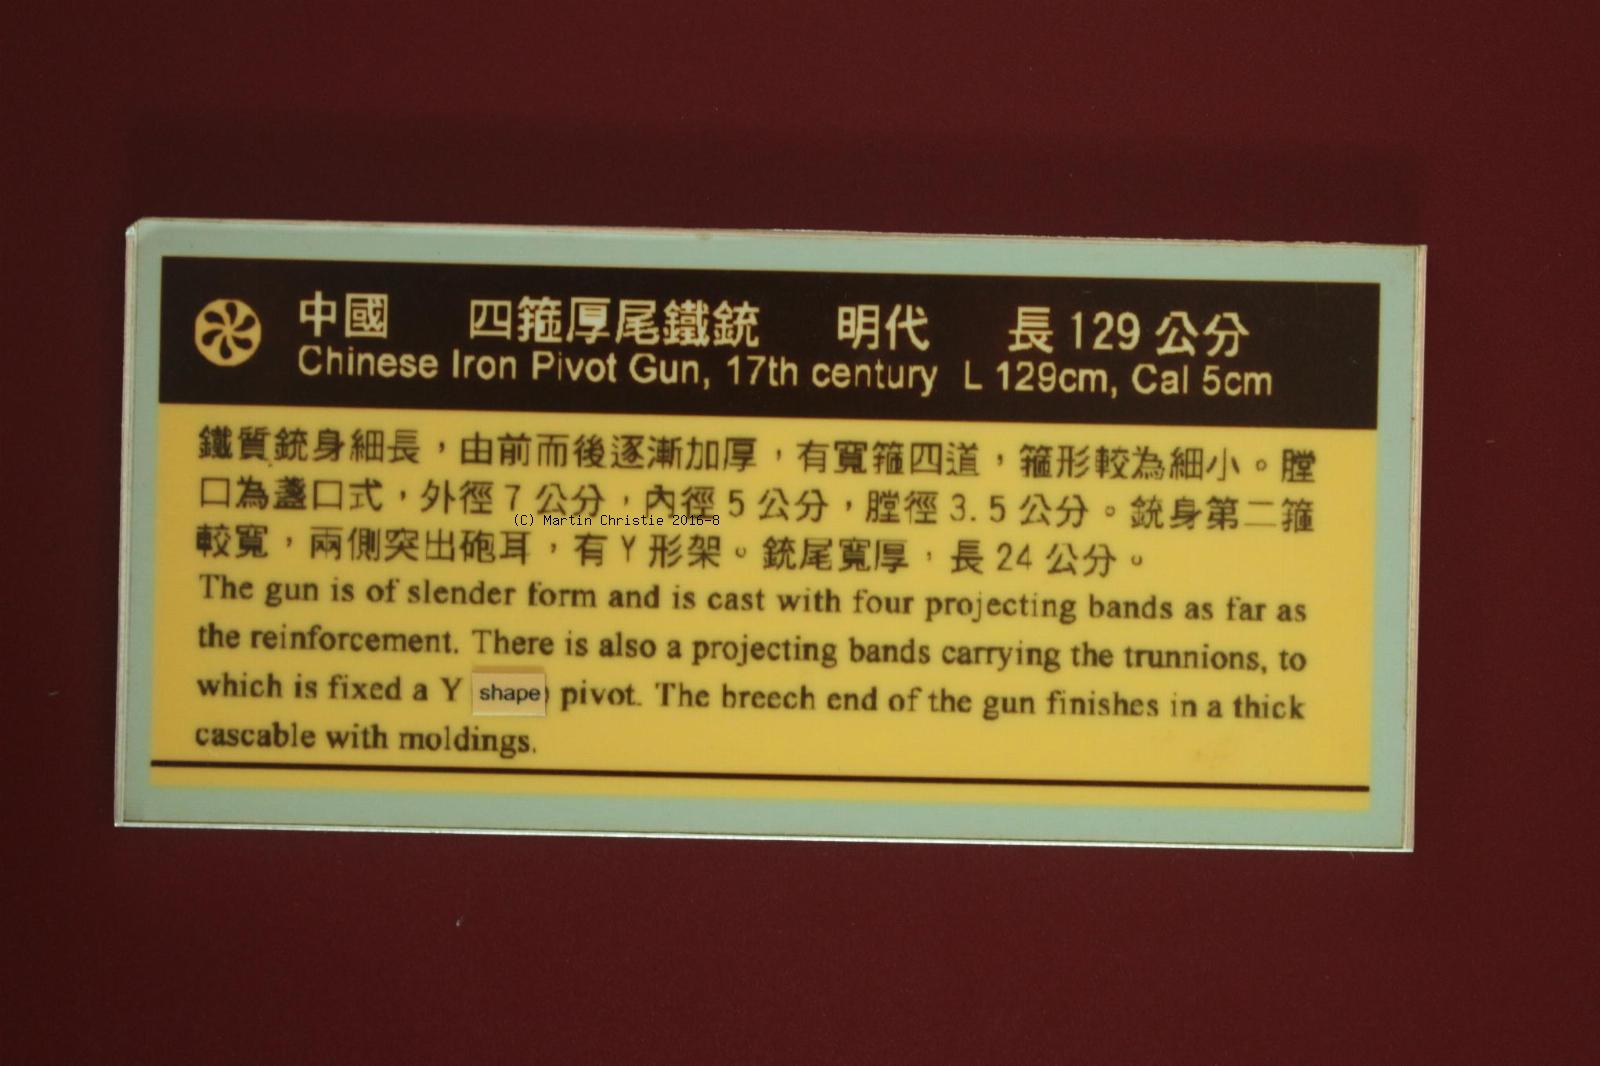 中國 四箍厚尾鐵銃 明代 長 129 公分
Chinese Iron Pivot Gun, 17th century L 129cm, Cal 5cm
鐵質銃身細長，由前而後逐漸加厚，有寬箍四道，箍形較為細小。膛
口為盞口式，外徑 7 公分，內徑 5 公分，膛徑 3.5 公分。銃身第二箍
(C) Martin Christie 2016-8
較寬，兩側突出砲耳，有 Y 形架。銃尾寬厚，長 24 公分。
The gun is of slender form and is cast with four projecting bands as far as
the reinforcement. There is also a projecting bands carrying the trunnions, to
which is fixed a Y shape) pivot. The breech end of the gun finishes in a thick
cascable with moldings.